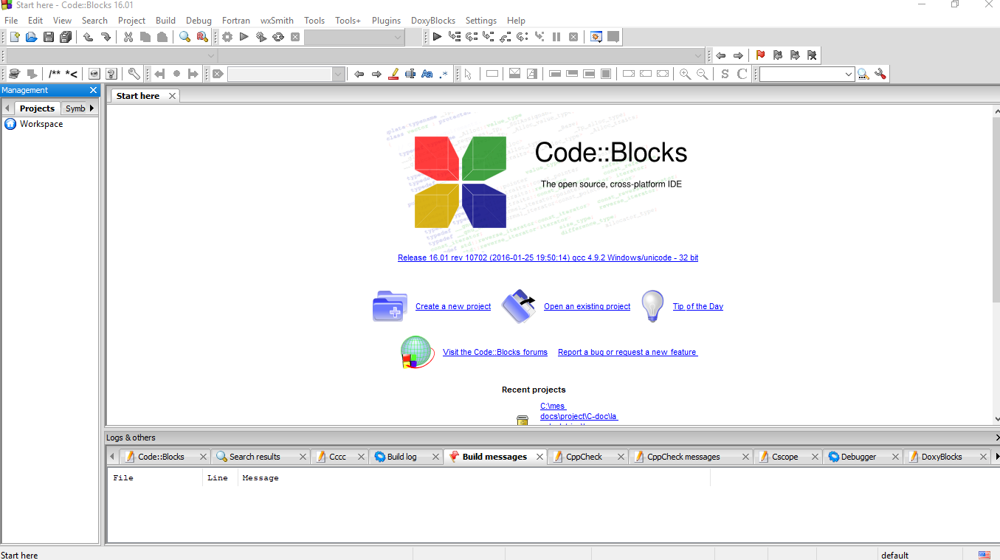 Start here - Code::Blocks 16.01
File Edit View Search Project Build Debug Fortran wxSmith Tools Tools+ Plugins DoxyBlocks Settings Help
/** *< Aa .* S C
Management
Start here
Projects Symb
Workspace
Code::Blocks
The open source, cross-platform IDE
Release 16.01 rev 10702 (2016-01-25 19:50:14) gcc 4.9.2 Windows/unicode - 32 bit
Create a new project Open an existing project Tip of the Day
Visit the Code::Blocks forums Report a bug or request a new feature
Recent projects
C:\mes
docs\project\C-doc\la
Logs & others
Code::Blocks Search results Cccc Build log Build messages CppCheck CppCheck messages Cscope Debugger DoxyBlocks
File Line Message
Start here default